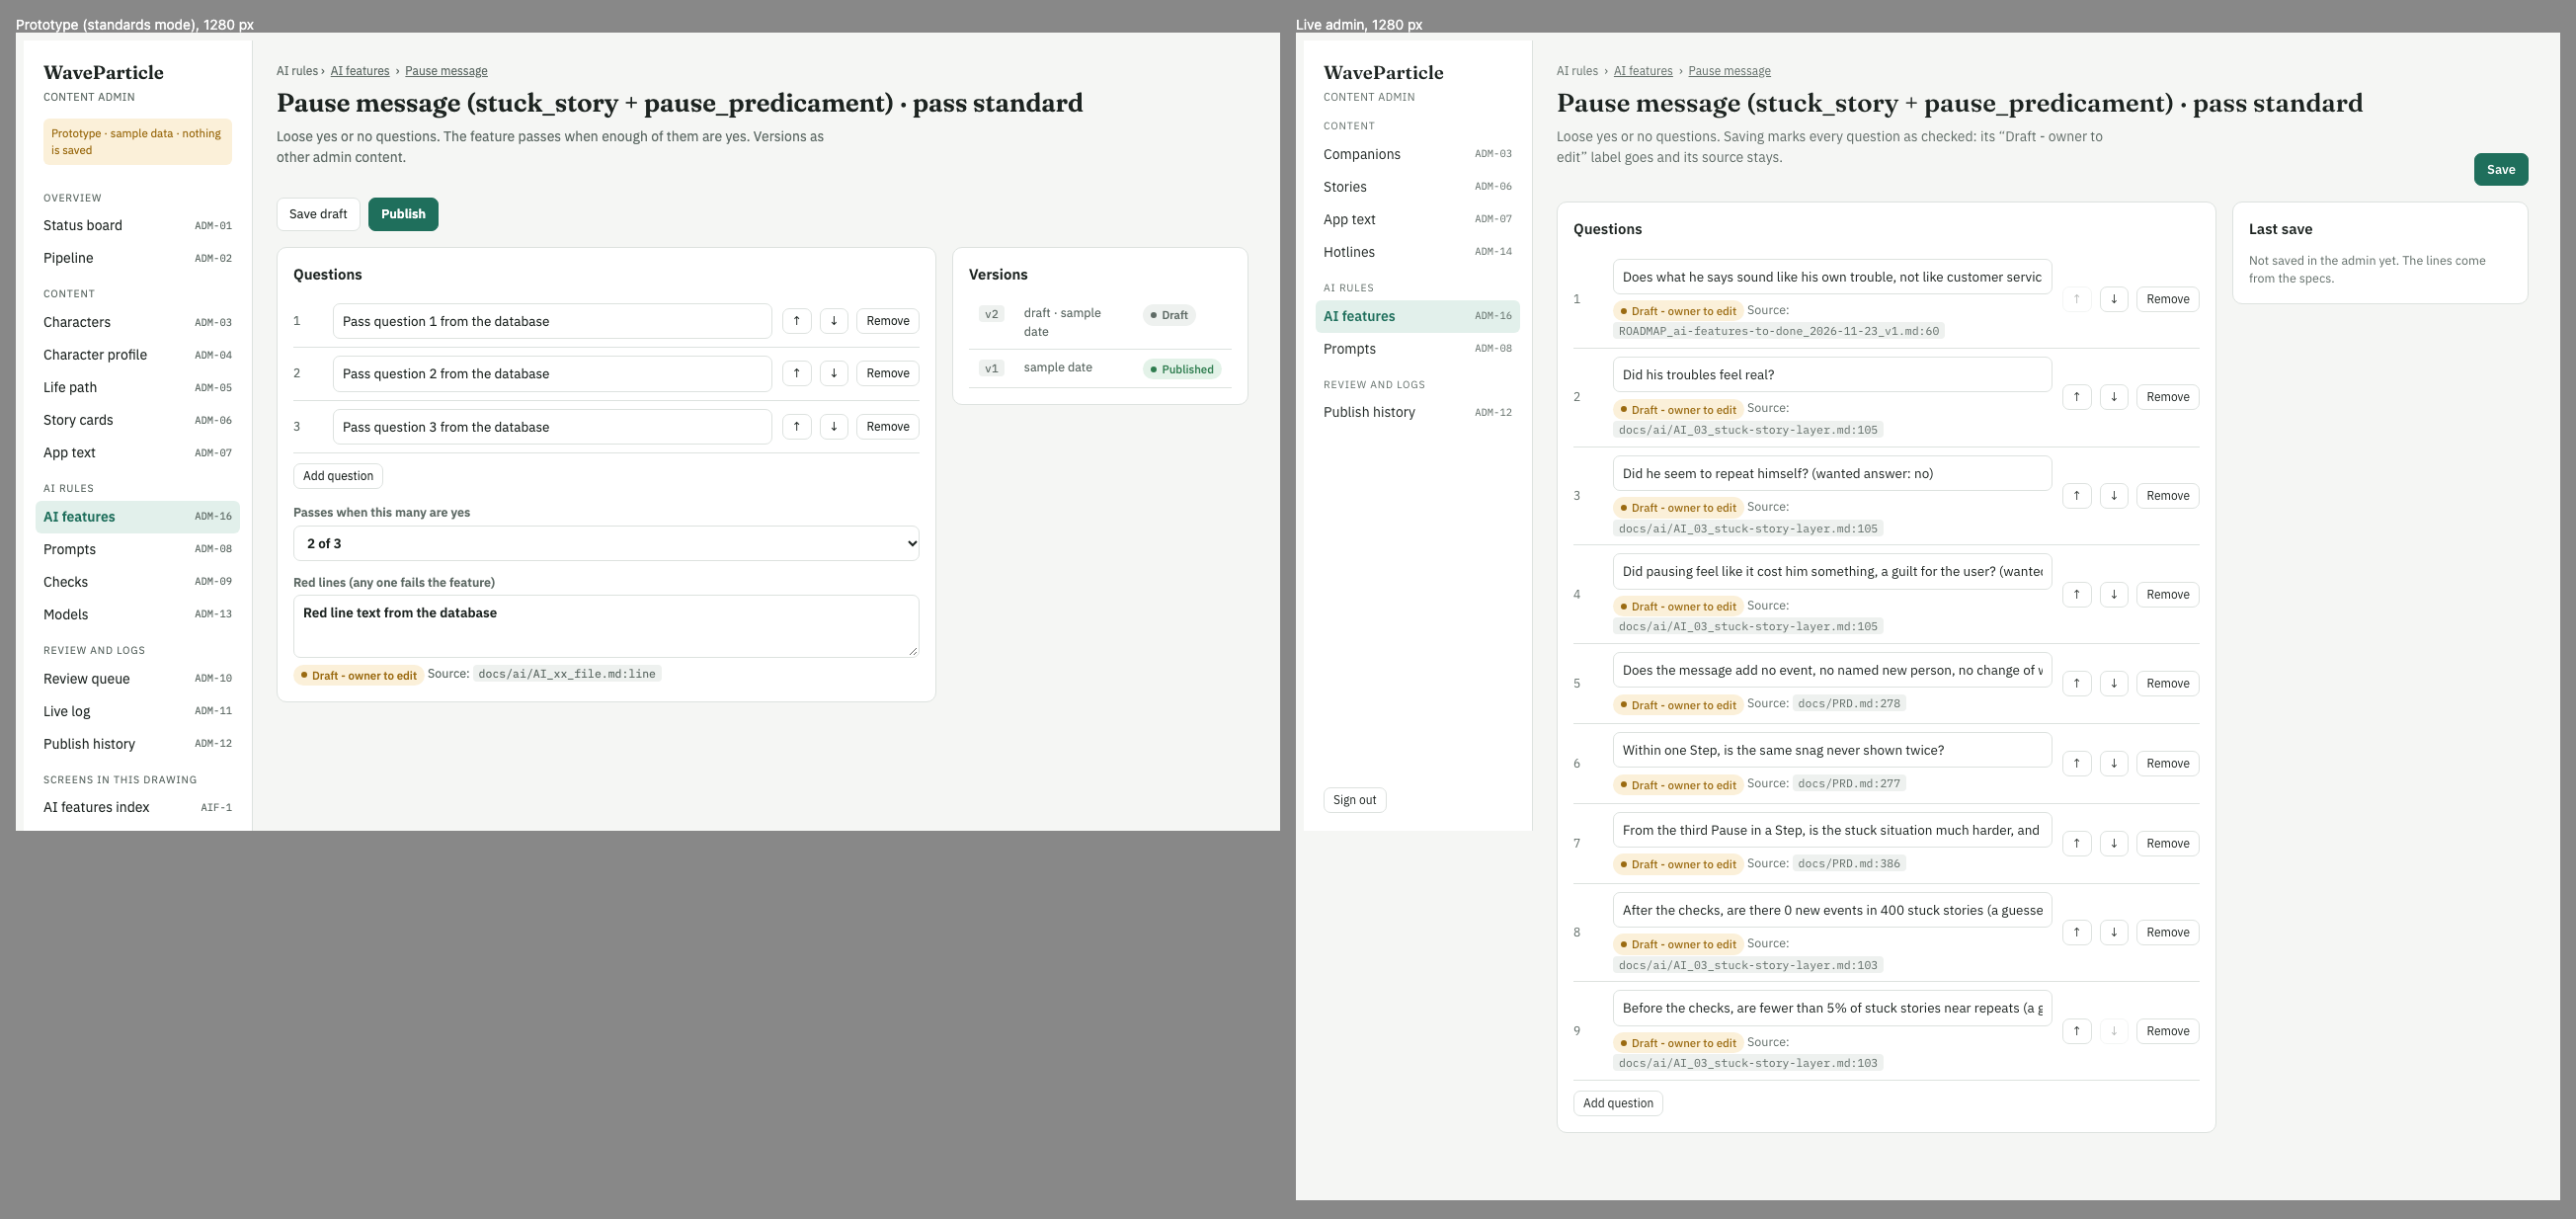 Prototype (standards mode), 1280 px
WaveParticle
CONTENT ADMIN
Prototype · sample data · nothing
is saved
OVERVIEW
Status board ADM-01
Pipeline ADM-02
CONTENT
Characters ADM-03
Character profile ADM-04
Life path ADM-05
Story cards ADM-06
App text ADM-07
AI RULES
AI features ADM-16
Prompts ADM-08
Checks ADM-09
Models ADM-13
REVIEW AND LOGS
Review queue ADM-10
Live log ADM-11
Publish history ADM-12
SCREENS IN THIS DRAWING
AI features index AIF-1
AI rules › AI features › Pause message
Pause message (stuck_story + pause_predicament) · pass standard
Loose yes or no questions. The feature passes when enough of them are yes. Versions as
other admin content.
Save draft Publish
Questions
1 Pass question 1 from the database ↑ ↓ Remove
2 Pass question 2 from the database ↑ ↓ Remove
3 Pass question 3 from the database ↑ ↓ Remove
Add question
Passes when this many are yes
2 of 3
Red lines (any one fails the feature)
Red line text from the database
Draft - owner to edit Source: docs/ai/AI_xx_file.md:line
Versions
v2 draft · sample
date Draft
v1 sample date Published
Live admin, 1280 px
WaveParticle
CONTENT ADMIN
CONTENT
Companions ADM-03
Stories ADM-06
App text ADM-07
Hotlines ADM-14
AI RULES
AI features ADM-16
Prompts ADM-08
REVIEW AND LOGS
Publish history ADM-12
Sign out
AI rules › AI features › Pause message
Pause message (stuck_story + pause_predicament) · pass standard
Loose yes or no questions. Saving marks every question as checked: its “Draft - owner to
edit” label goes and its source stays.
Save
Questions
1 Does what he says sound like his own trouble, not like customer servic ↑ ↓ Remove
Draft - owner to edit Source:
ROADMAP_ai-features-to-done_2026-11-23_v1.md:60
2 Did his troubles feel real? ↑ ↓ Remove
Draft - owner to edit Source:
docs/ai/AI_03_stuck-story-layer.md:105
3 Did he seem to repeat himself? (wanted answer: no) ↑ ↓ Remove
Draft - owner to edit Source:
docs/ai/AI_03_stuck-story-layer.md:105
4 Did pausing feel like it cost him something, a guilt for the user? (wanted ↑ ↓ Remove
Draft - owner to edit Source:
docs/ai/AI_03_stuck-story-layer.md:105
5 Does the message add no event, no named new person, no change of ↑ ↓ Remove
Draft - owner to edit Source: docs/PRD.md:278
6 Within one Step, is the same snag never shown twice? ↑ ↓ Remove
Draft - owner to edit Source: docs/PRD.md:277
7 From the third Pause in a Step, is the stuck situation much harder, and ↑ ↓ Remove
Draft - owner to edit Source: docs/PRD.md:386
8 After the checks, are there 0 new events in 400 stuck stories (a guesse ↑ ↓ Remove
Draft - owner to edit Source:
docs/ai/AI_03_stuck-story-layer.md:103
9 Before the checks, are fewer than 5% of stuck stories near repeats (a g ↑ ↓ Remove
Draft - owner to edit Source:
docs/ai/AI_03_stuck-story-layer.md:103
Add question
Last save
Not saved in the admin yet. The lines come
from the specs.